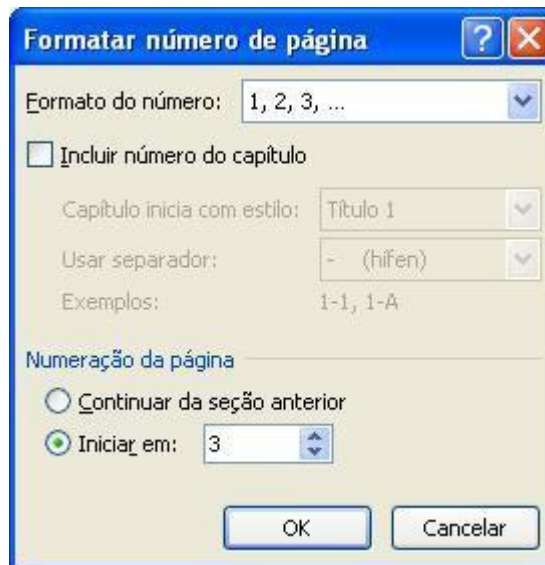 Formatar número de página
Formato do número: 1, 2, 3, ...
Incluir número do capítulo
Capítulo inicia com estilo: Título 1
Usar separador: - (hífen)
Exemplos: 1-1, 1-A
Numeração da página
Continuar da seção anterior
Iniciar em: 3
OK Cancelar